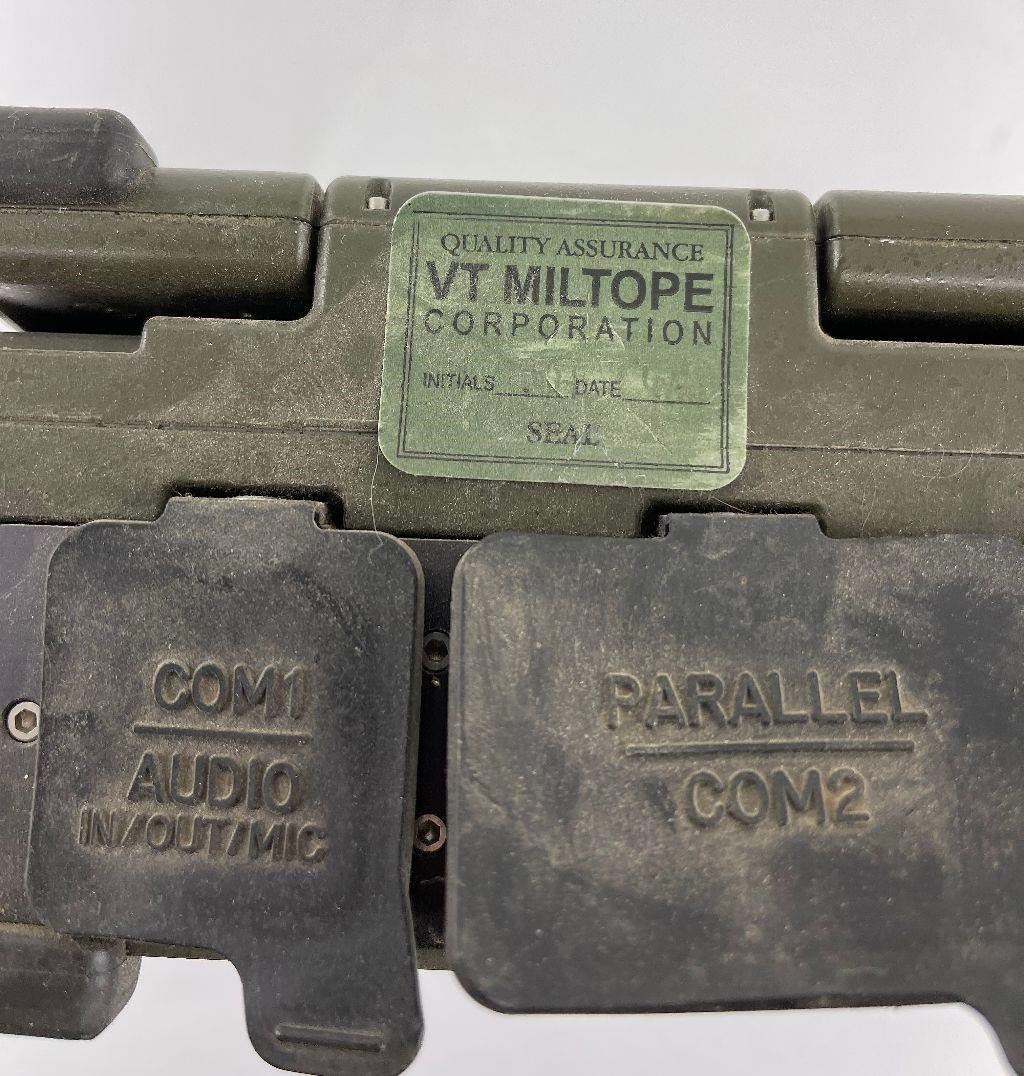 QUALITY ASSURANCE
VT MILTOPE
CORPORATION
INITIALS DATE
SEAL
COM1
AUDIO
IN/OUT/MIC
PARALLEL
COM2